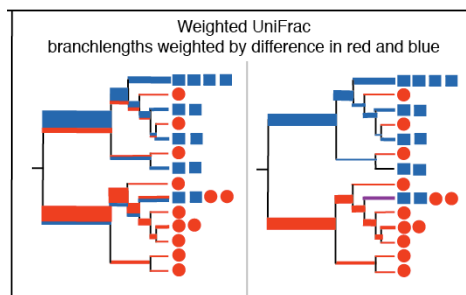 Weighted UniFrac
branchlengths weighted by difference in red and blue